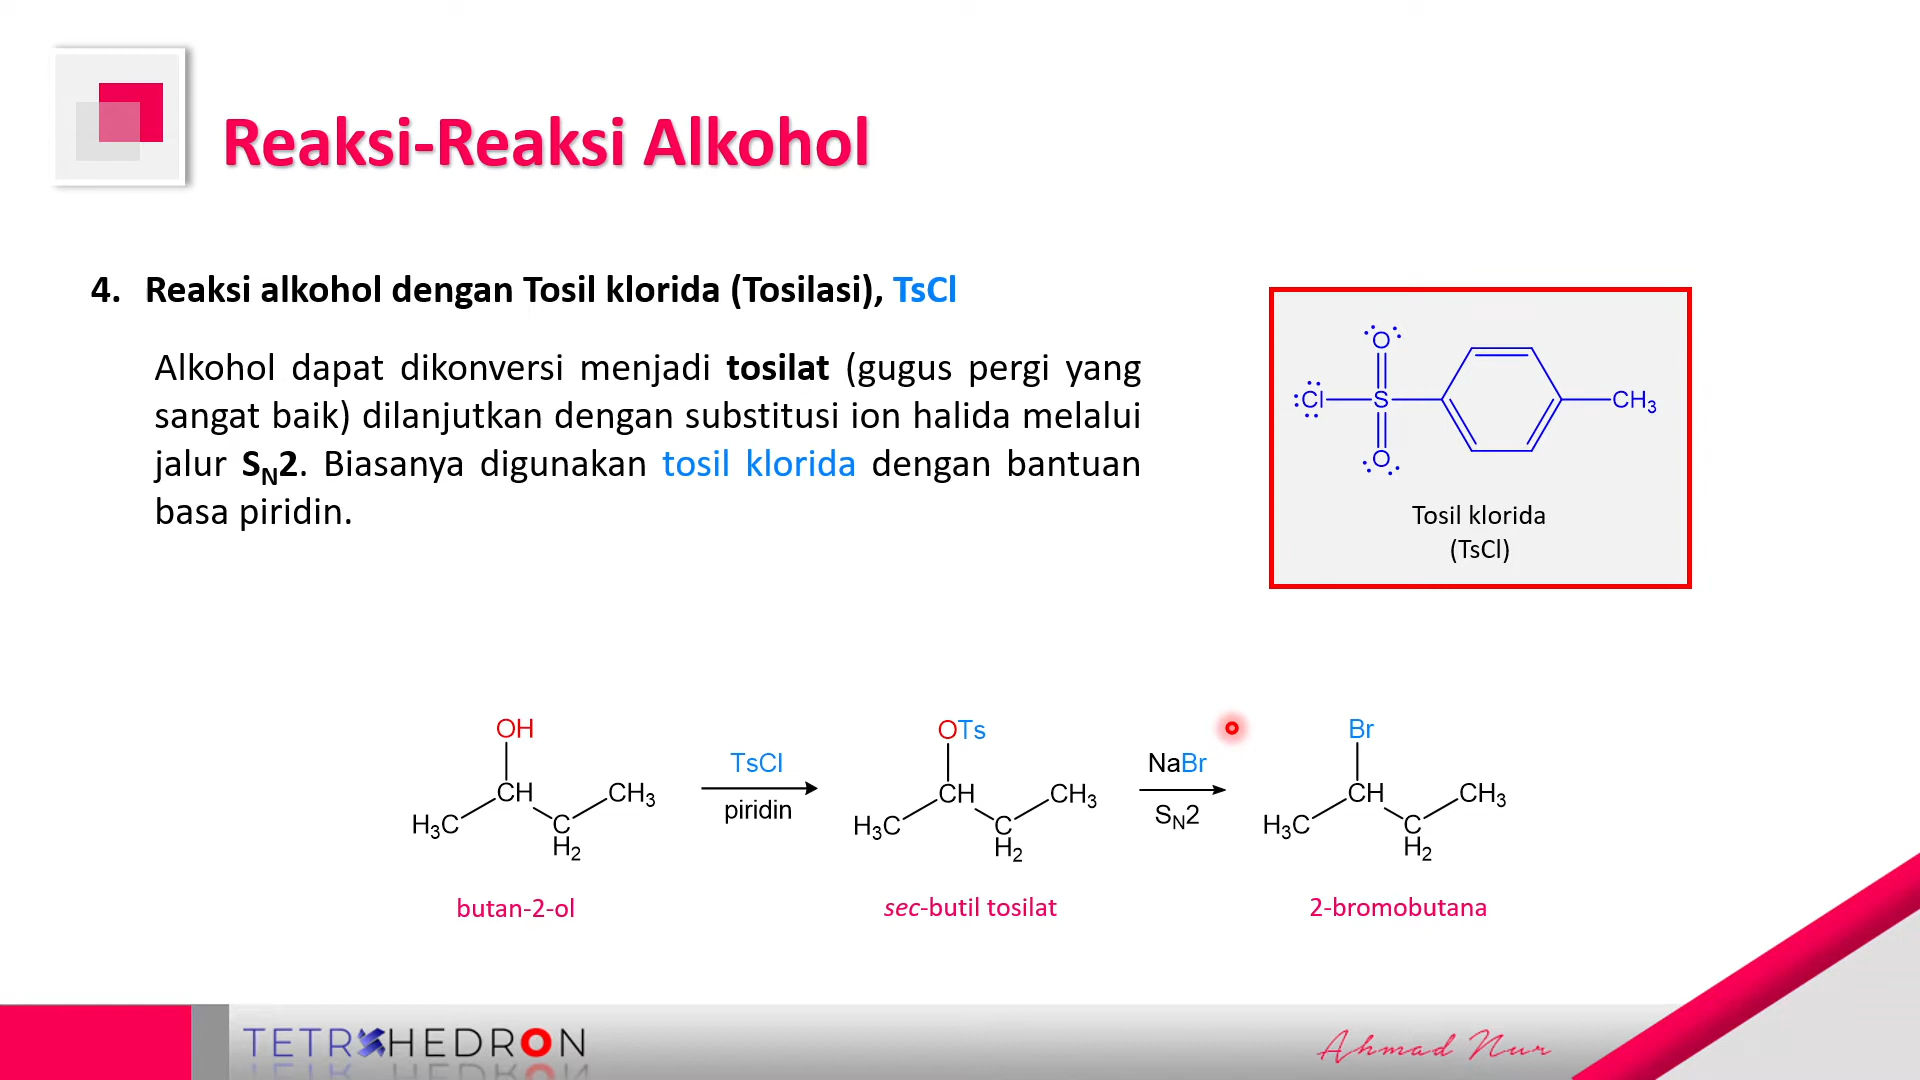 Reaksi-Reaksi Alkohol
4. Reaksi alkohol dengan Tosil klorida (Tosilasi), TsCl
Alkohol dapat dikonversi menjadi tosilat (gugus pergi yang
sangat baik) dilanjutkan dengan substitusi ion halida melalui
jalur SN2. Biasanya digunakan tosil klorida dengan bantuan
basa piridin.
O
Cl S CH3
O
Tosil klorida
(TsCl)
OH
CH CH3
H3C C
H2
TsCl
piridin
OTs
CH CH3
H3C C
H2
NaBr
SN2
Br
CH CH3
H3C C
H2
butan-2-ol
sec-butil tosilat
2-bromobutana
TETRAHEDRON
Ahmad Nur